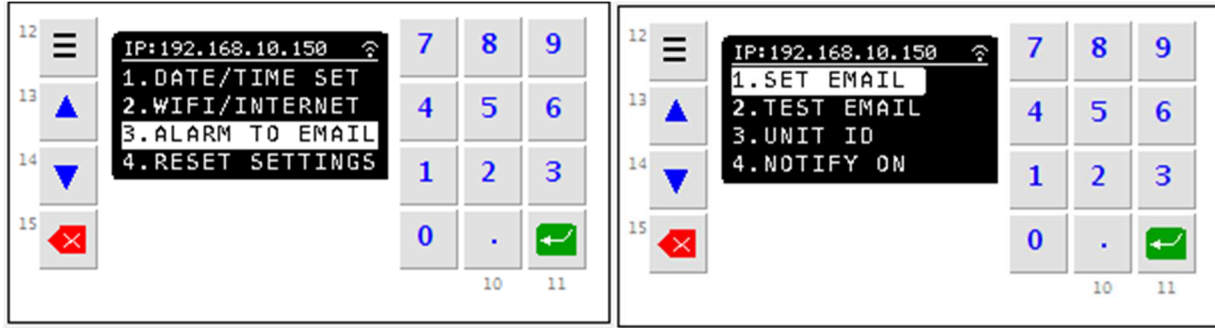 12
IP:192.168.10.150
1.DATE/TIME SET
2.WIFI/INTERNET
3.ALARM TO EMAIL
4.RESET SETTINGS
13
14
15
7 8 9
4 5 6
1 2 3
0 .
10 11
12
IP:192.168.10.150
1.SET EMAIL
2.TEST EMAIL
3.UNIT ID
4.NOTIFY ON
13
14
15
7 8 9
4 5 6
1 2 3
0 .
10 11